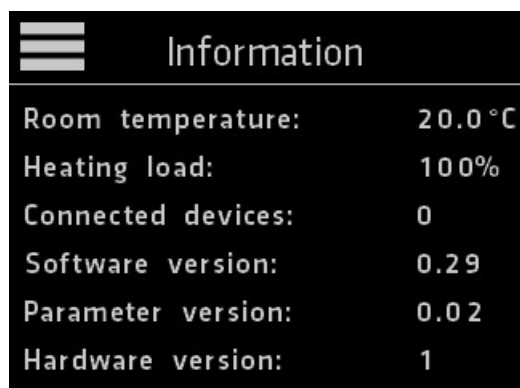 Information
Room temperature: 20.0°C
Heating load: 100%
Connected devices: 0
Software version: 0.29
Parameter version: 0.02
Hardware version: 1